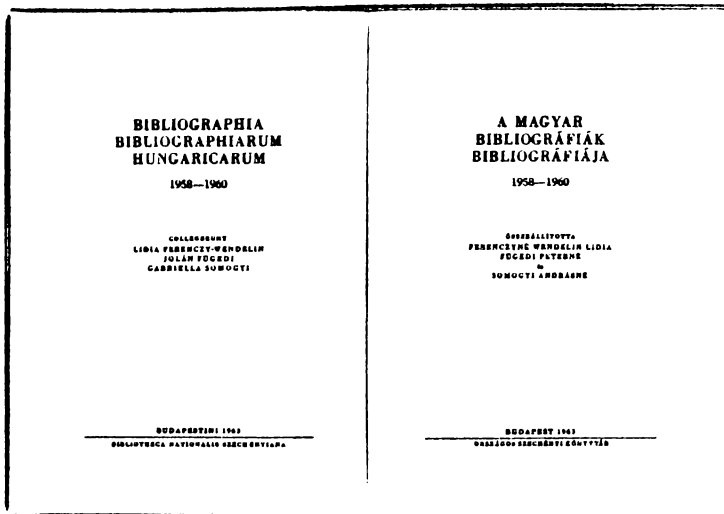 BIBLIOGRAPHIA
BIBLIOGRAPHIARUM
HUNGARICARUM
1958—1960
COLLEGERUNT
LIDIA FERENCZY-WENDELIN
JOLÁN FÜGEDI
GABRIELLA SOMOGYI
BUDAPESTINI 1963
BIBLIOTHECA NATIONALIS SZECHENYIANA
A MAGYAR
BIBLIOGRÁFIÁK
BIBLIOGRÁFIÁJA
1958—1960
ÖSSZEÁLLÍTOTTA
FERENCZYNÉ WENDELIN LIDIA
FÜGEDI PÉTERNÉ
és
SOMOGYI ANDRÁSNÉ
BUDAPEST 1963
ORSZÁGOS SZÉCHÉNYI KÖNYVTÁR